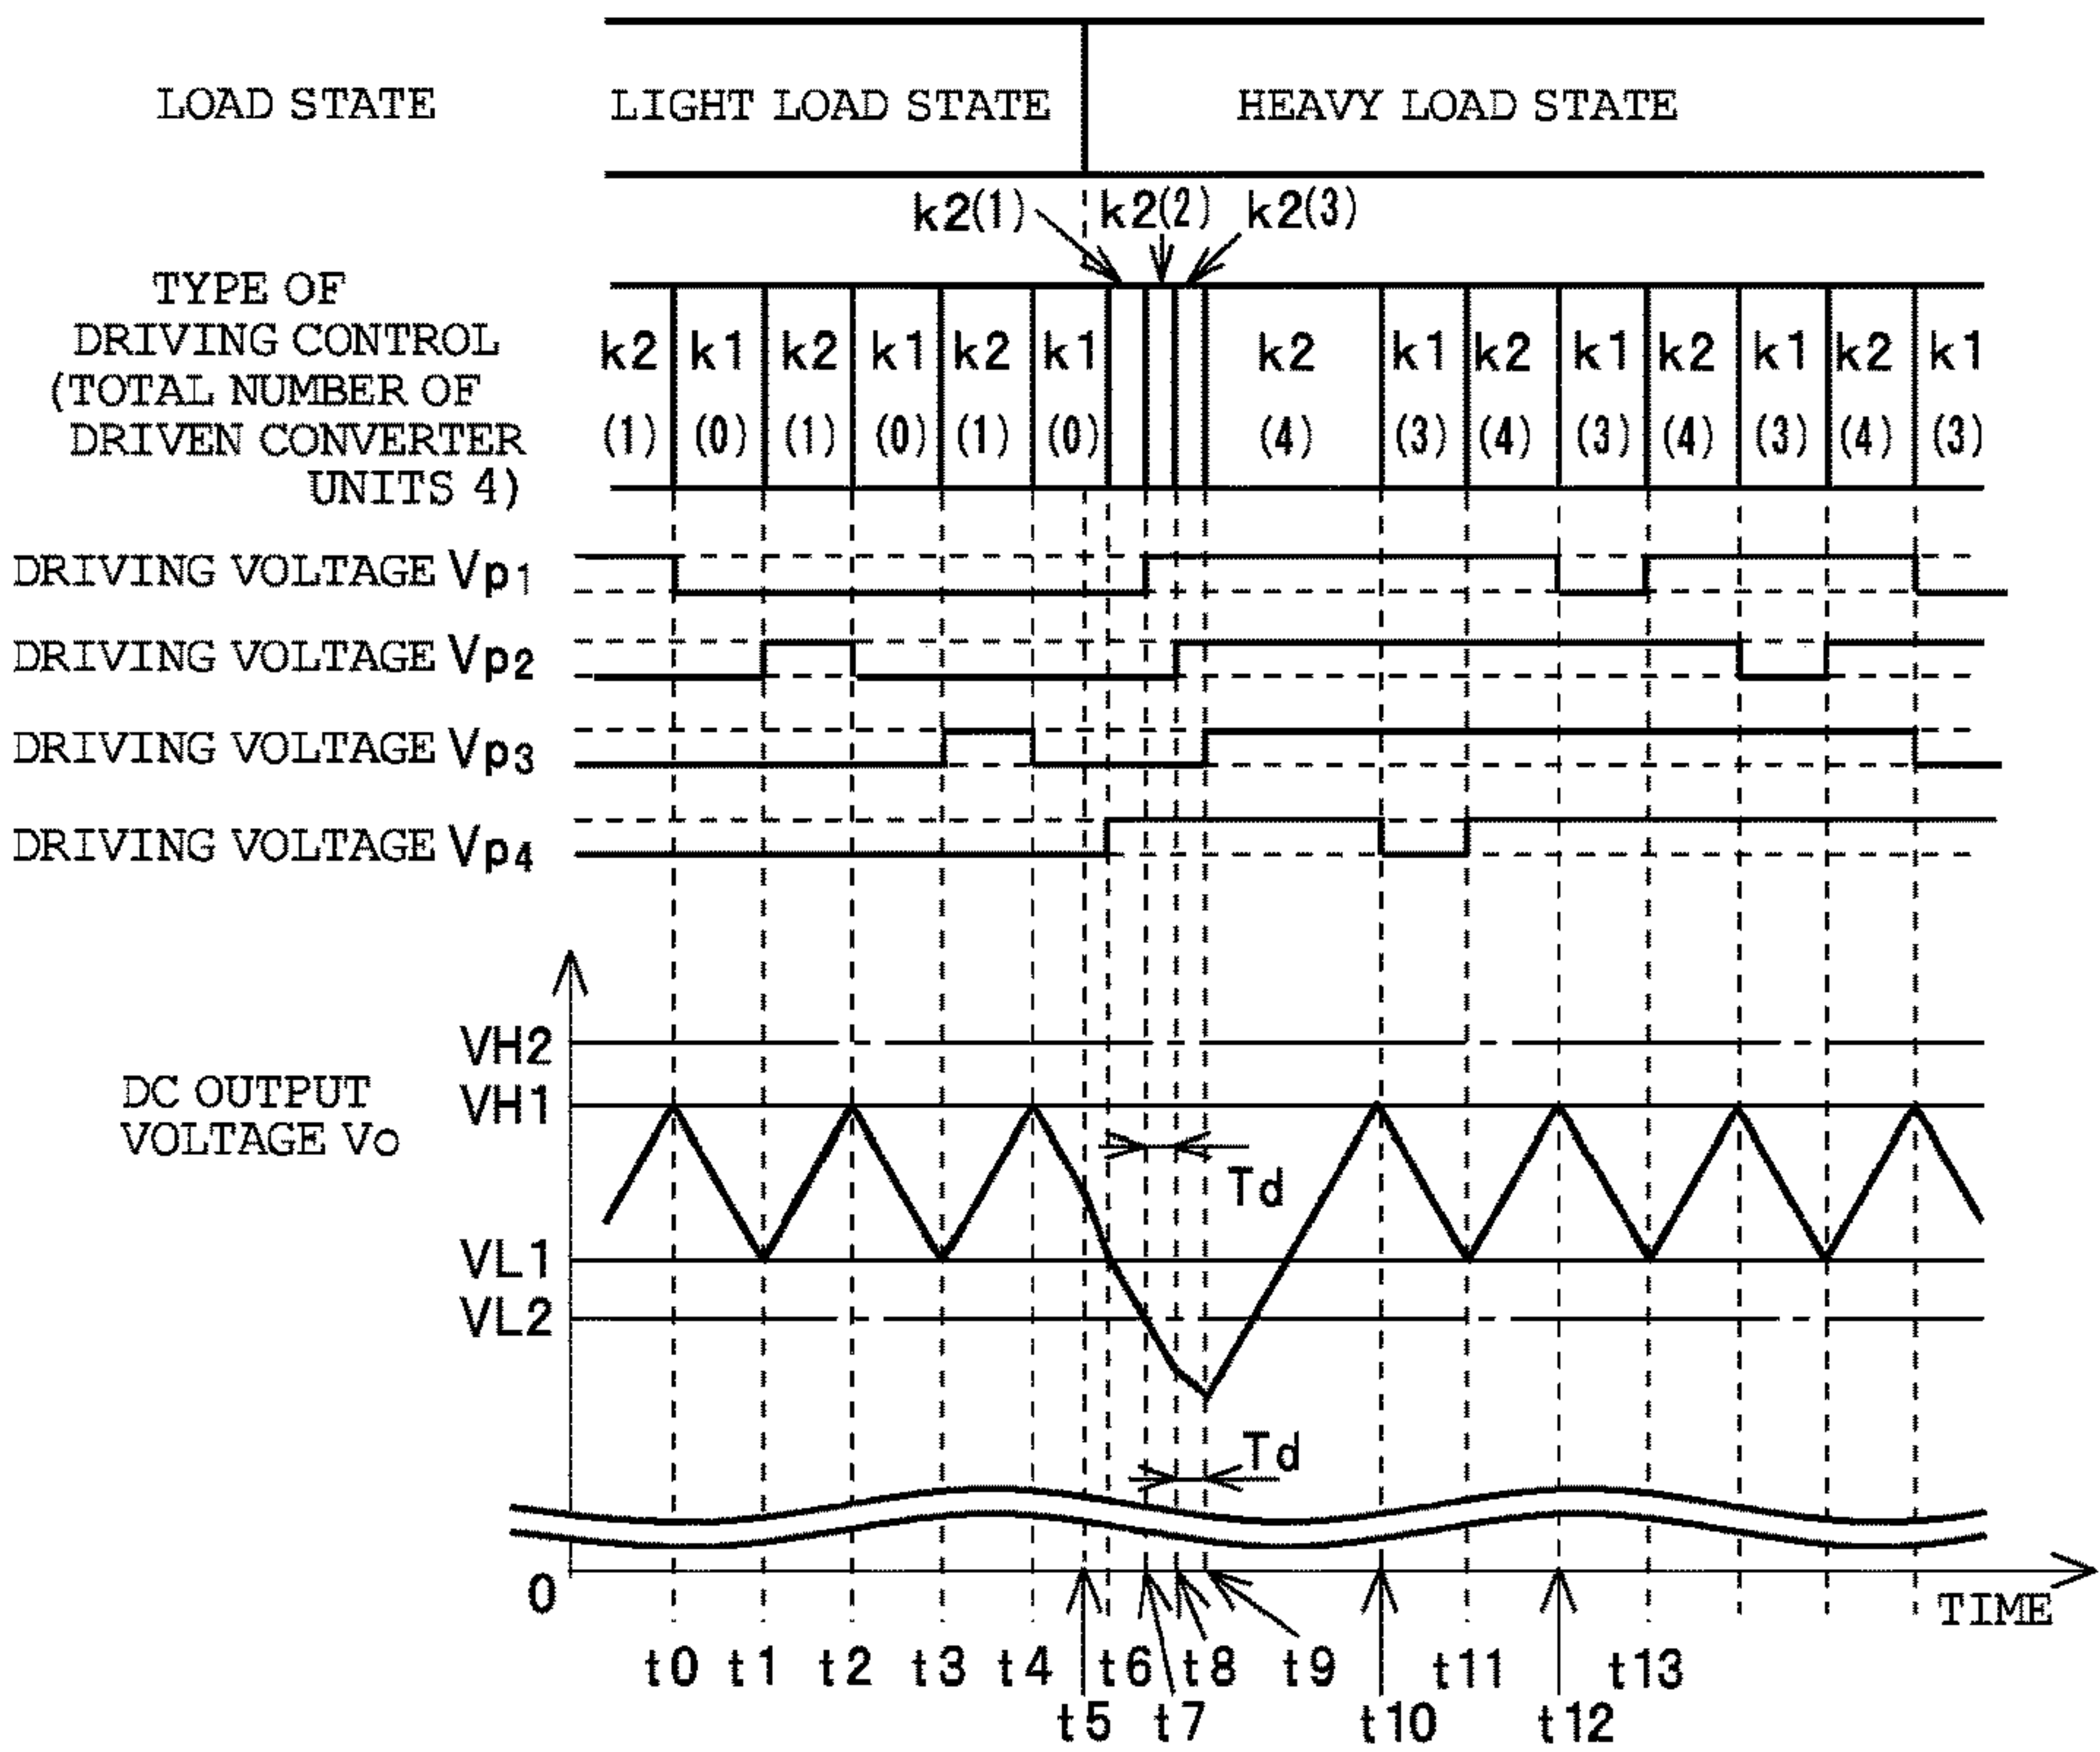 LOAD STATE
LIGHT LOAD STATE
HEAVY LOAD STATE
k2(1) k2(2) k2(3)
TYPE OF
DRIVING CONTROL
(TOTAL NUMBER OF
DRIVEN CONVERTER
UNITS 4)
k2 k1 k2 k1 k2 k1 k2 k1 k2 k1 k2 k1 k2 k1
(1) (0) (1) (0) (1) (0) (4) (3) (4) (3) (4) (3) (4) (3)
DRIVING VOLTAGE Vp1
DRIVING VOLTAGE Vp2
DRIVING VOLTAGE Vp3
DRIVING VOLTAGE Vp4
VH2
DC OUTPUT
VOLTAGE Vo
VH1
Td
VL1
VL2
Td
0
TIME
t0 t1 t2 t3 t4 t6 t8 t9 t11 t13
t5 t7 t10 t12